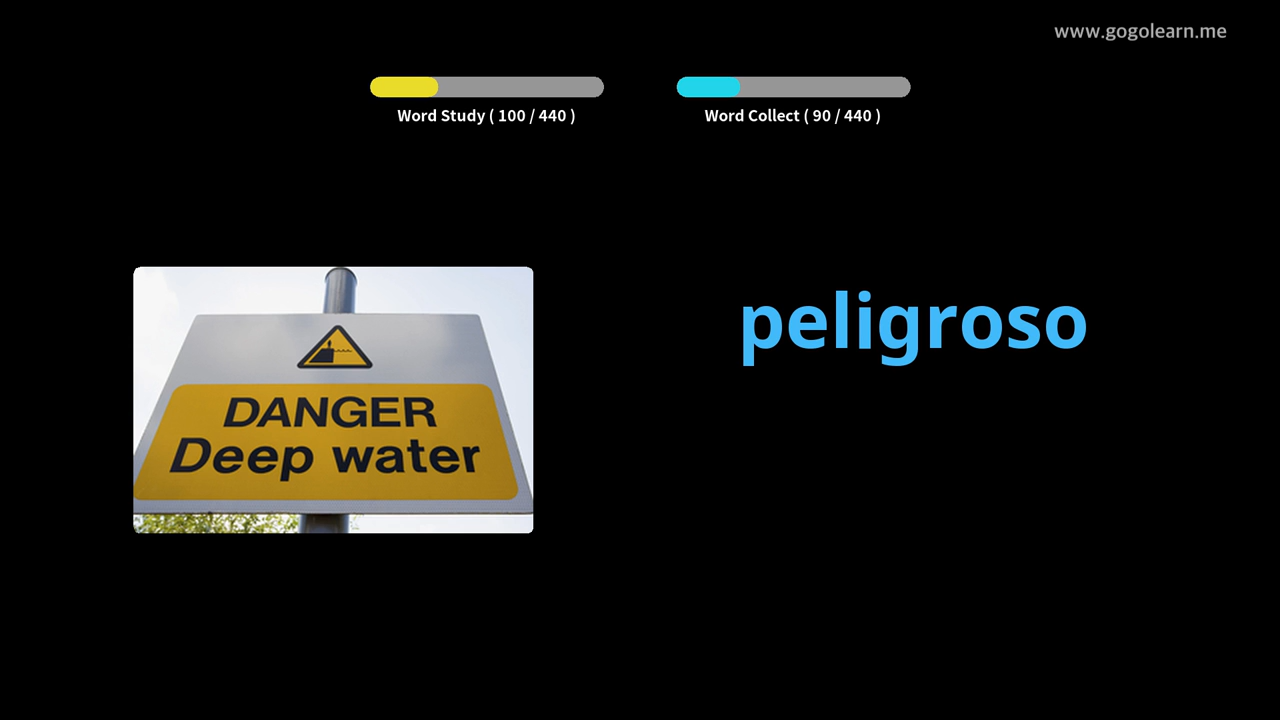 www.gogolearn.me
Word Study ( 100 / 440 )
Word Collect ( 90 / 440 )
peligroso
DANGER
Deep water